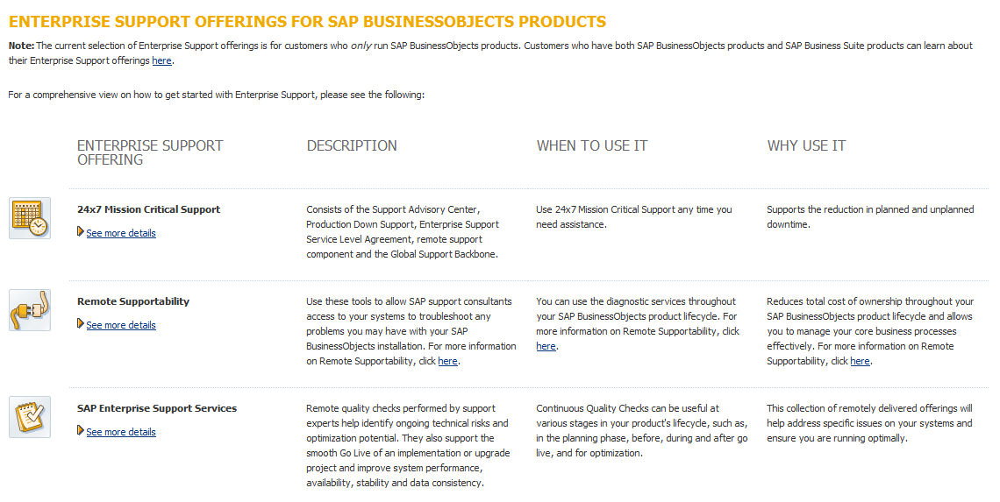 ENTERPRISE SUPPORT OFFERINGS FOR SAP BUSINESSOBJECTS PRODUCTS
Note: The current selection of Enterprise Support offerings is for customers who only run SAP BusinessObjects products. Customers who have both SAP BusinessObjects products and SAP Business Suite products can learn about
their Enterprise Support offerings here.
For a comprehensive view on how to get started with Enterprise Support, please see the following:
ENTERPRISE SUPPORT
OFFERING
DESCRIPTION
WHEN TO USE IT
WHY USE IT
24x7 Mission Critical Support
See more details
Consists of the Support Advisory Center,
Production Down Support, Enterprise Support
Service Level Agreement, remote support
component and the Global Support Backbone.
Use 24x7 Mission Critical Support any time you
need assistance.
Supports the reduction in planned and unplanned
downtime.
Remote Supportability
See more details
Use these tools to allow SAP support consultants
access to your systems to troubleshoot any
problems you may have with your SAP
BusinessObjects installation. For more information
on Remote Supportability, click here.
You can use the diagnostic services throughout
your SAP BusinessObjects product lifecycle. For
more information on Remote Supportability, click
here.
Reduces total cost of ownership throughout your
SAP BusinessObjects product lifecycle and allows
you to manage your core business processes
effectively. For more information on Remote
Supportability, click here.
SAP Enterprise Support Services
See more details
Remote quality checks performed by support
experts help identify ongoing technical risks and
optimization potential. They also support the
smooth Go Live of an implementation or upgrade
project and improve system performance,
availability, stability and data consistency.
Continuous Quality Checks can be useful at
various stages in your product's lifecycle, such as,
in the planning phase, before, during and after go
live, and for optimization.
This collection of remotely delivered offerings will
help address specific issues on your systems and
ensure you are running optimally.